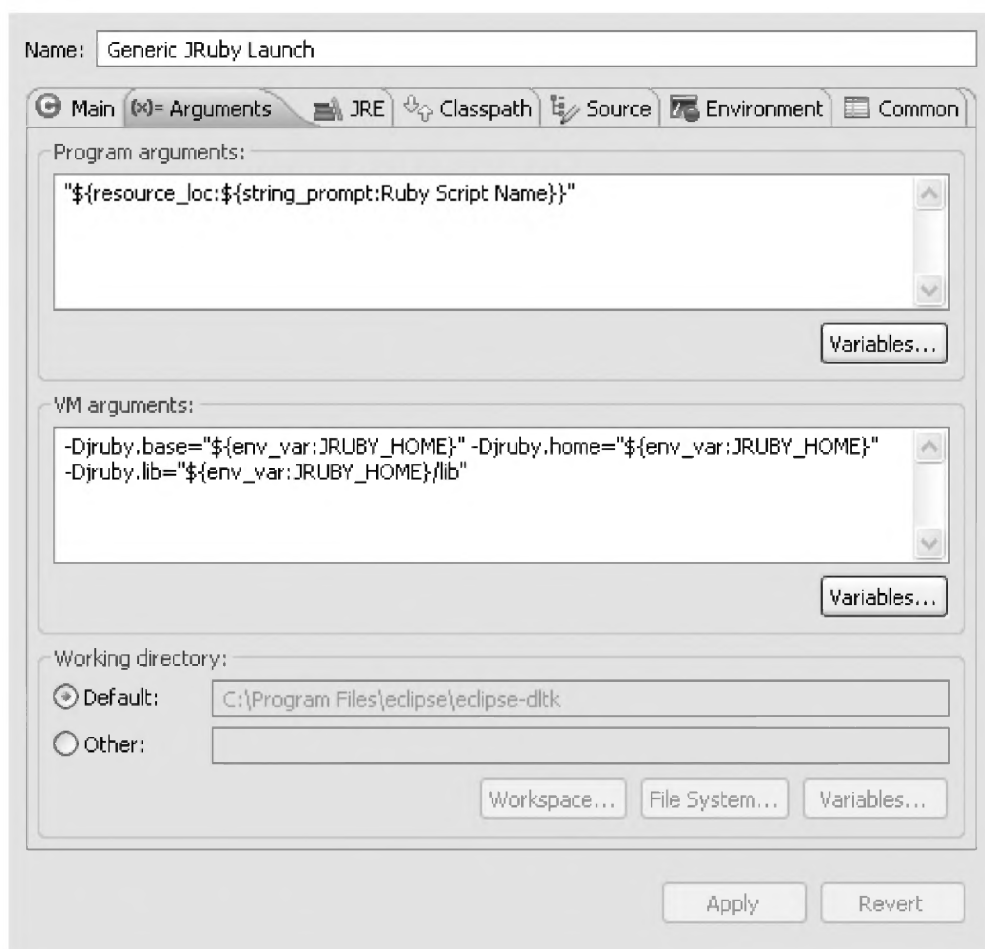 Name: Generic JRuby Launch
Main (x)= Arguments JRE Classpath Source Environment Common
Program arguments:
"${resource_loc:${string_prompt:Ruby Script Name}}"
Variables...
VM arguments:
-Djruby.base="${env_var:JRUBY_HOME}" -Djruby.home="${env_var:JRUBY_HOME}"
-Djruby.lib="${env_var:JRUBY_HOME}/lib"
Variables...
Working directory:
Default: C:\Program Files\eclipse\eclipse-dltk
Other:
Workspace... File System... Variables...
Apply Revert